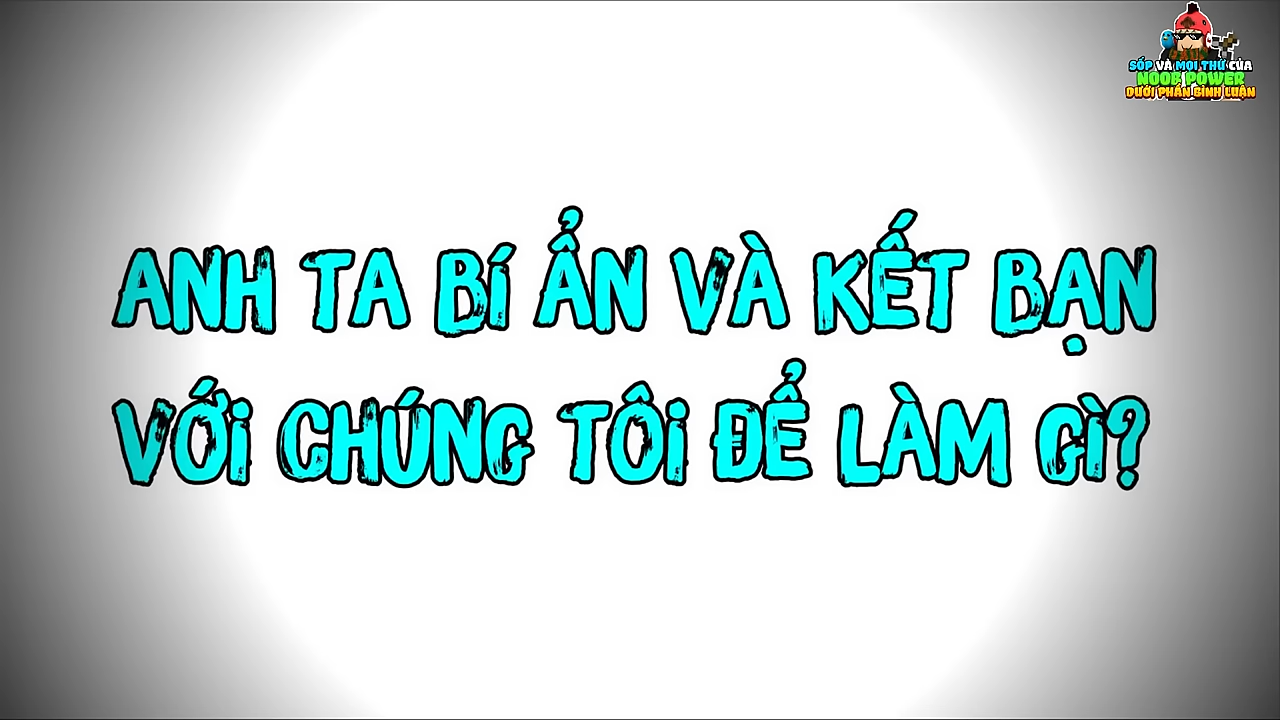 SỐP VÀ MỌI THỨ CỦA
NOOB POWER
DƯỚI PHẦN BÌNH LUẬN
ANH TA BÍ ẨN VÀ KẾT BẠN
VỚI CHÚNG TÔI ĐỂ LÀM GÌ?